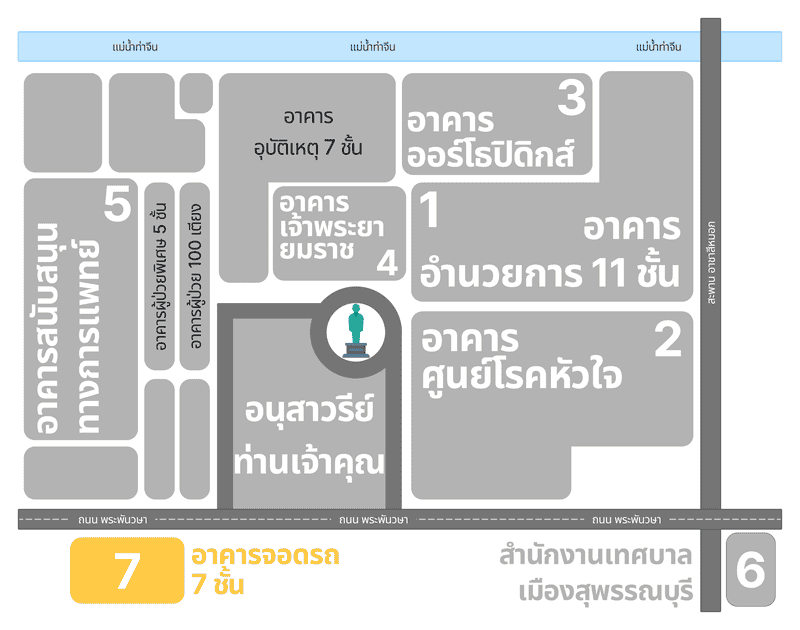 แม่น้ำท่าจีน แม่น้ำท่าจีน แม่น้ำท่าจีน
อาคาร
อุบัติเหตุ 7 ชั้น
3
อาคาร
ออร์โธปิดิกส์
5
อาคารสนับสนุน
ทางการแพทย์
อาคารผู้ป่วยพิเศษ 5 ชั้น
อาคารผู้ป่วย 100 เตียง
อาคาร
เจ้าพระยา
ยมราช
4
1
อาคาร
อำนวยการ 11 ชั้น
สะพาน อาชาสีหมอก
อาคาร
ศูนย์โรคหัวใจ
2
อนุสาวรีย์
ท่านเจ้าคุณ
ถนน พระพันวษา ถนน พระพันวษา ถนน พระพันวษา
7
อาคารจอดรถ
7 ชั้น
สำนักงานเทศบาล
เมืองสุพรรณบุรี
6